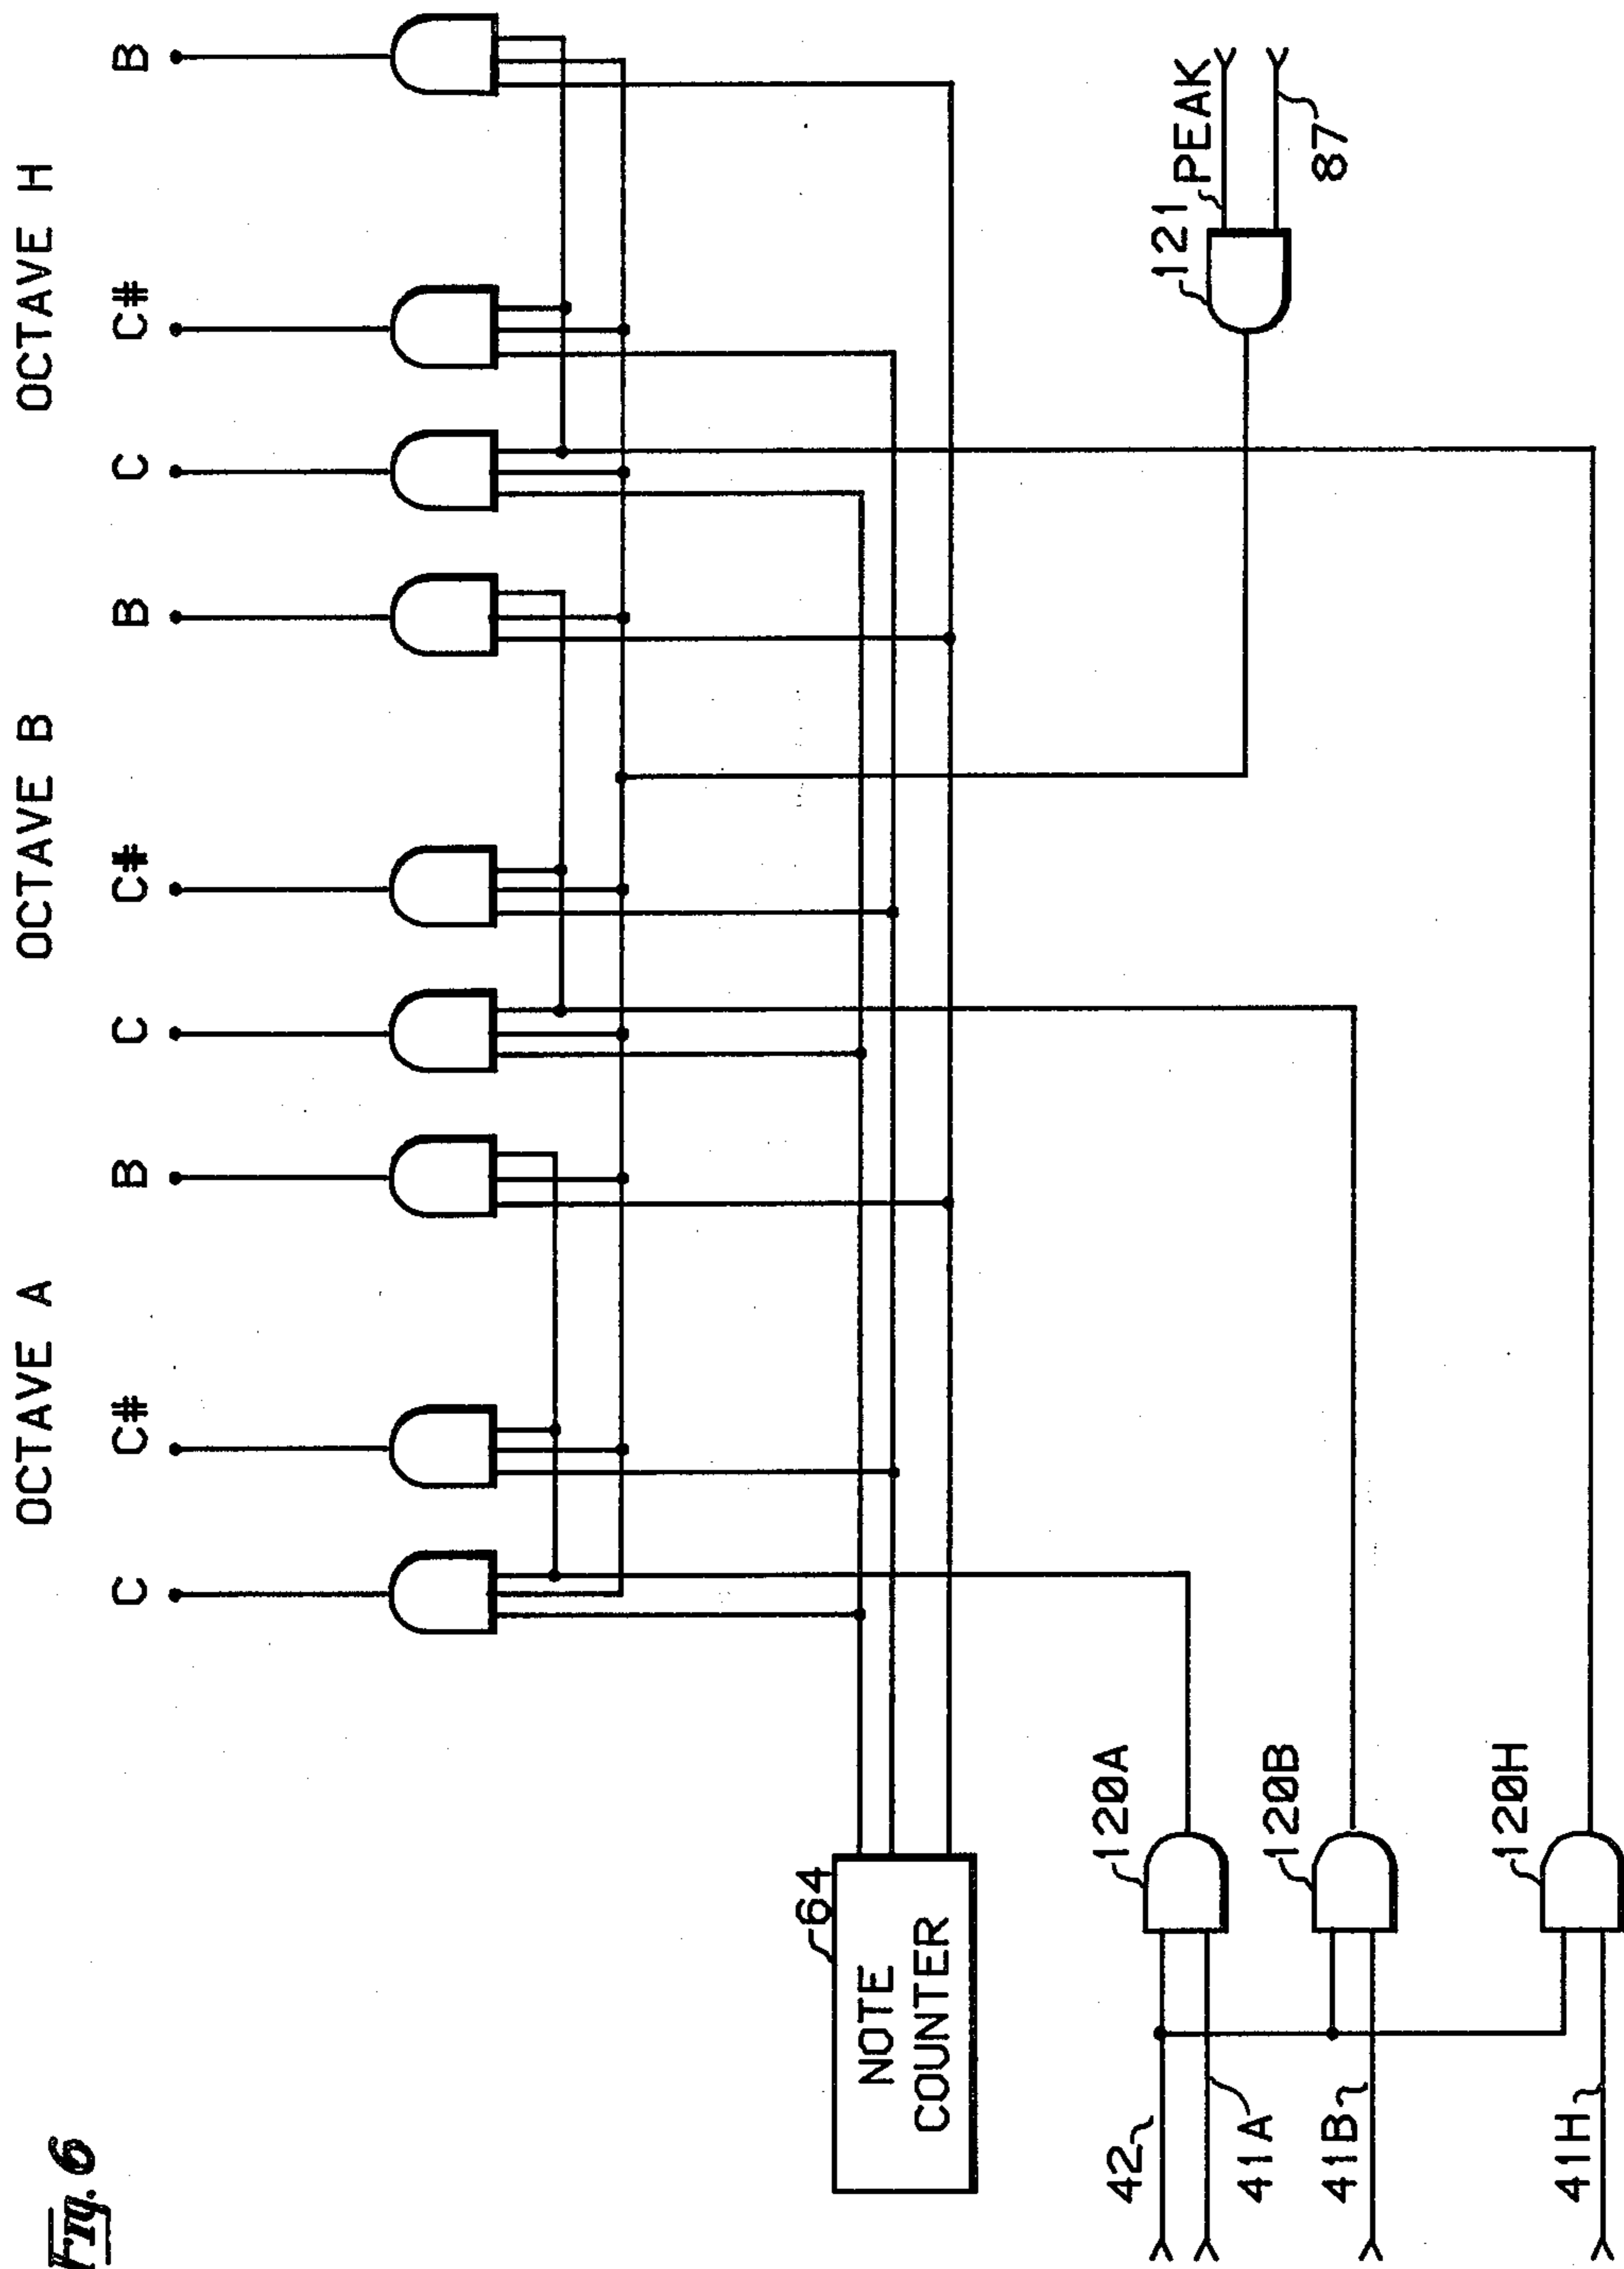 OCTAVE A
OCTAVE B
OCTAVE H
C
C#
B
C
C#
B
C
C#
B
64
NOTE
COUNTER
120A
120B
120H
42
41A
41B
41H
121
PEAK
87
Fig. 6